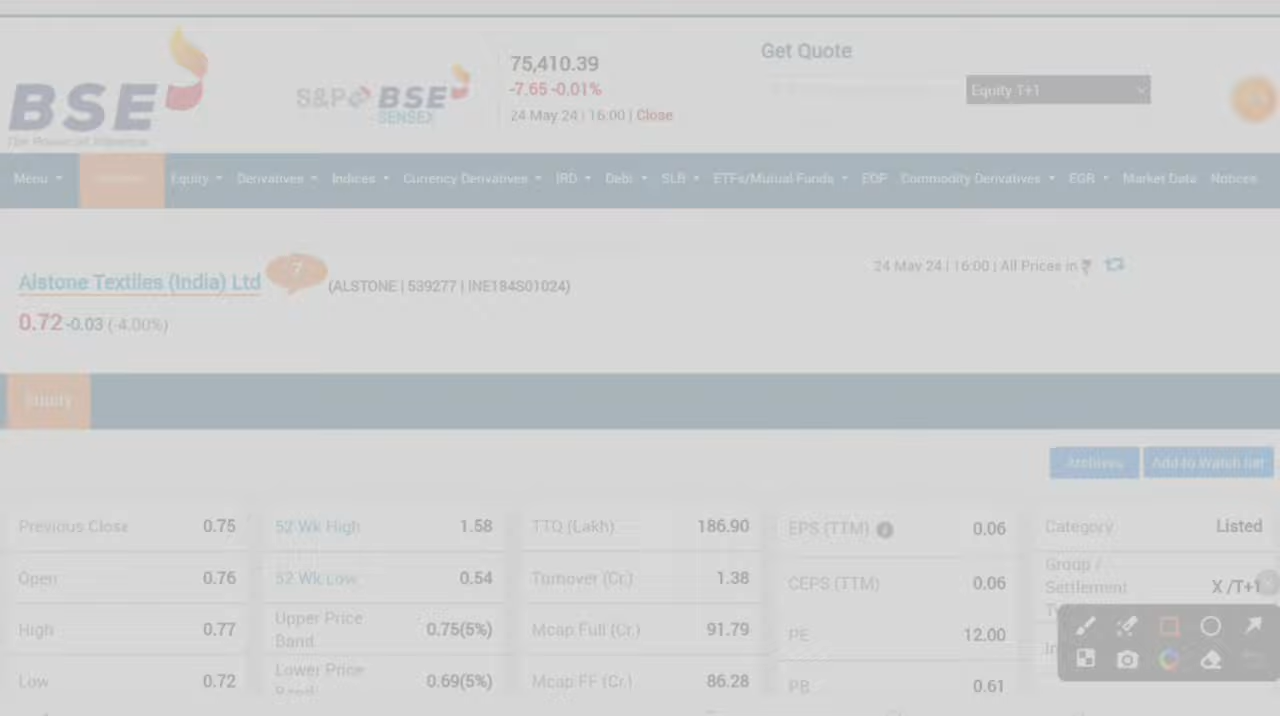 BSE
S&P BSE
SENSEX
75,410.39
-7.65 -0.01%
24 May 24 | 16:00 | Close
Get Quote
Equity T+1
Menu Equity Derivatives Indices Currency Derivatives IRD Debt SLB ETFs/Mutual Funds EOP Commodity Derivatives EGR Market Data Notices
Alstone Textiles (India) Ltd
7
(ALSTONE | 539277 | INE184S01024)
24 May 24 | 16:00 | All Prices in ₹
0.72 -0.03 (-4.00%)
Equity
Archives Add to Watch list
Previous Close 0.75
Open 0.76
High 0.77
Low 0.72
52 Wk High 1.58
52 Wk Low 0.54
Upper Price
Band 0.75(5%)
Lower Price
Band 0.69(5%)
TTQ (Lakh) 186.90
Turnover (Cr.) 1.38
Mcap Full (Cr.) 91.79
Mcap FF (Cr.) 86.28
EPS (TTM) 0.06
CEPS (TTM) 0.06
PE 12.00
PB 0.61
Category Listed
Group /
Settlement X /T+1